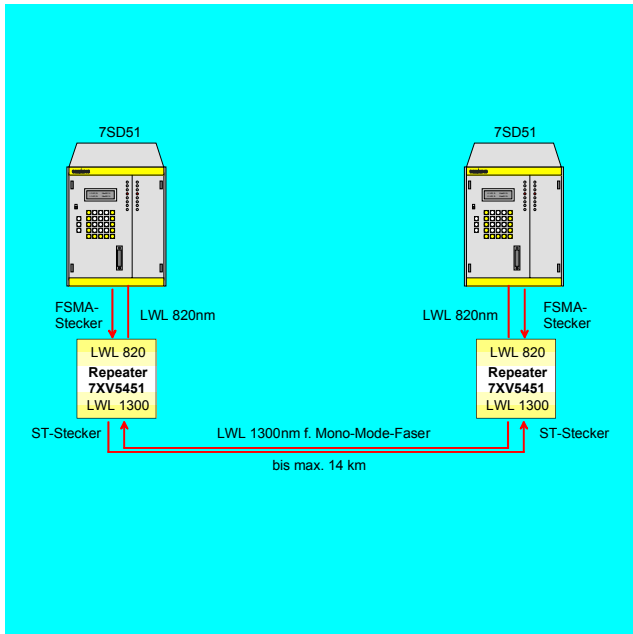 7SD51
7SD51
FSMA-
Stecker
LWL 820nm
LWL 820nm
FSMA-
Stecker
LWL 820
Repeater
7XV5451
LWL 1300
LWL 820
Repeater
7XV5451
LWL 1300
ST-Stecker
LWL 1300nm f. Mono-Mode-Faser
ST-Stecker
bis max. 14 km